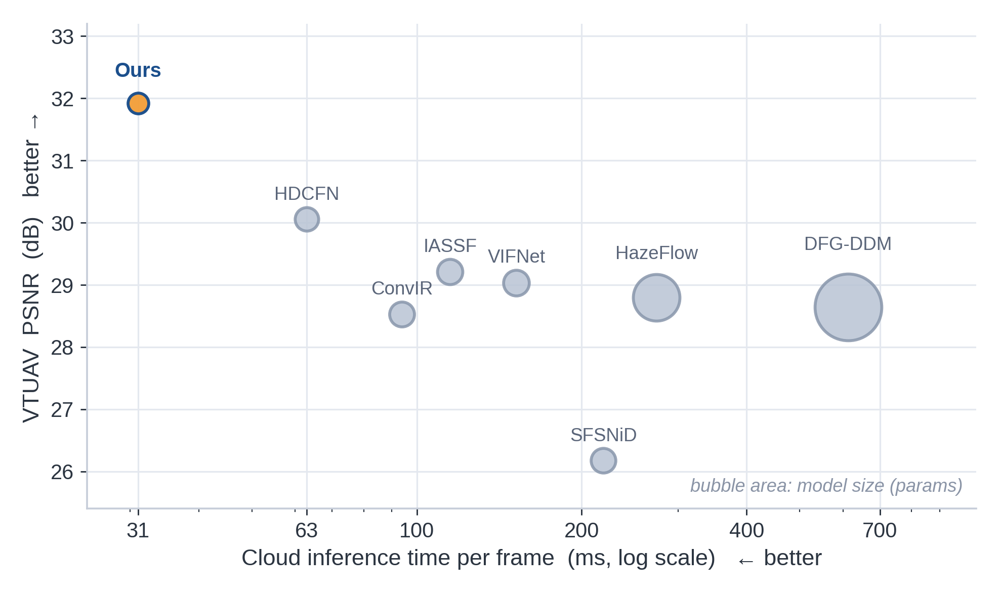 VTUAV PSNR (dB) better →
33
32
31
30
29
28
27
26
Ours
HDCFN
IASSF
VIFNet
ConvIR
HazeFlow
DFG-DDM
SFSNiD
bubble area: model size (params)
31 63 100 200 400 700
Cloud inference time per frame (ms, log scale) ← better